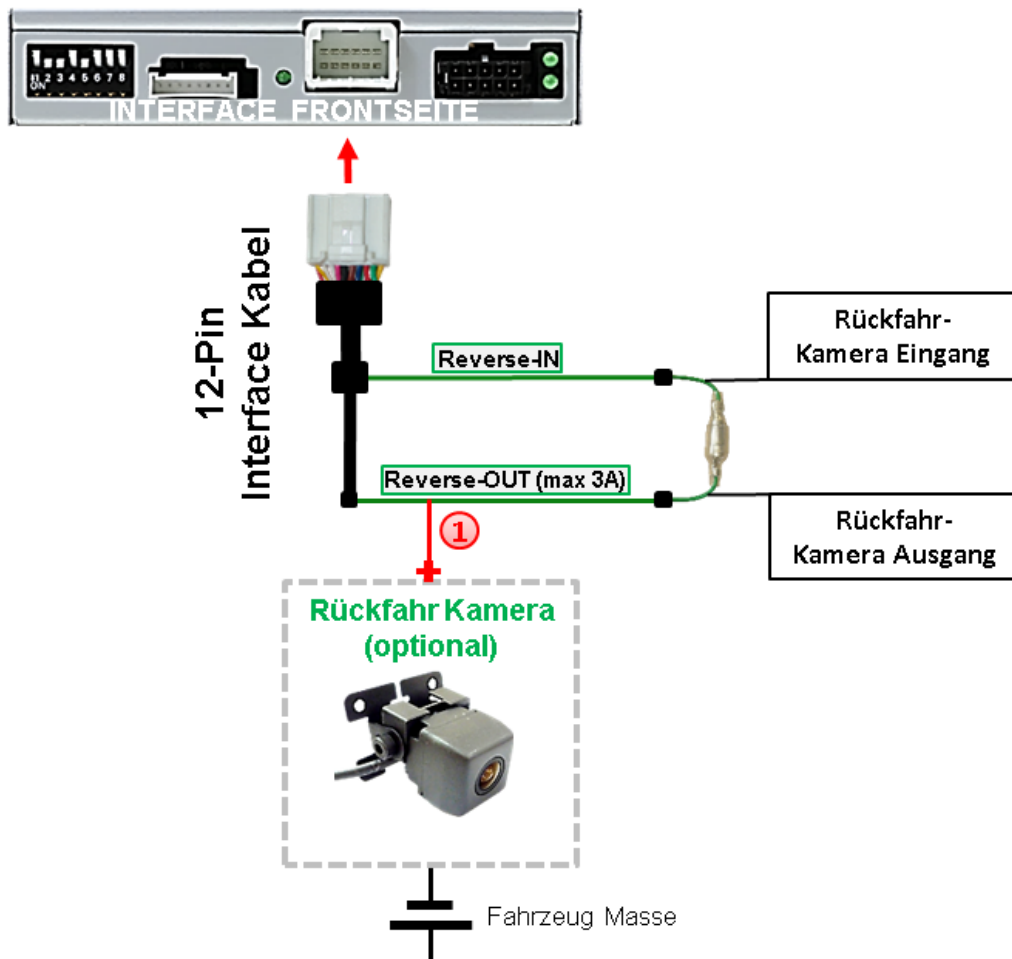 1 2 3 4 5 6 7 8
ON
INTERFACE FRONTSEITE
12-Pin
Interface Kabel
Reverse-IN
Rückfahr-
Kamera Eingang
Reverse-OUT (max 3A)
Rückfahr-
Kamera Ausgang
1
Rückfahr Kamera
(optional)
Fahrzeug Masse